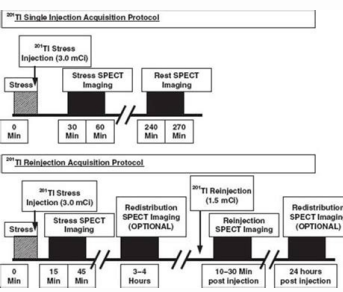 201Tl Single Injection Acquisition Protocol
201Tl Stress
Injection (3.0 mCi)
Stress
Stress SPECT
Imaging
Rest SPECT
Imaging
0
Min
30
Min
60
Min
240
Min
270
Min
201Tl Reinjection Acquisition Protocol
201Tl Stress
Injection (3.0 mCi)
Stress
Stress SPECT
Imaging
Redistribution
SPECT Imaging
(OPTIONAL)
201Tl Reinjection
(1.5 mCi)
Reinjection
SPECT Imaging
Redistribution
SPECT Imaging
(OPTIONAL)
0
Min
15
Min
45
Min
3–4
Hours
10–30 Min
post injection
24 hours
post injection